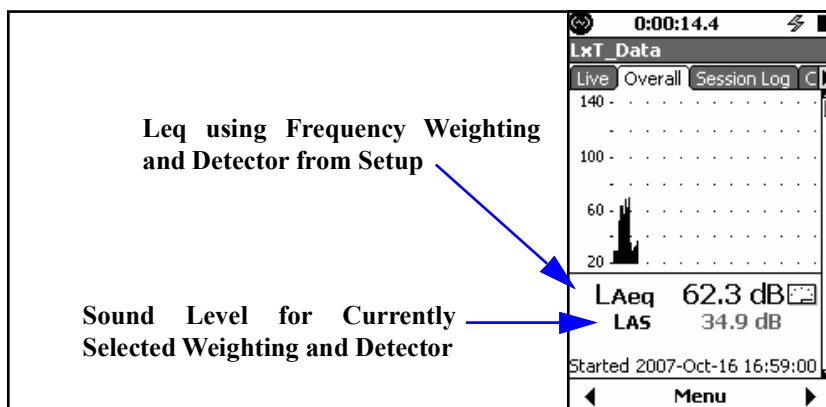 0:00:14.4
LxT_Data
Live Overall Session Log C
140
100
60
20
Leq using Frequency Weighting
and Detector from Setup
LAeq 62.3 dB
Sound Level for Currently
Selected Weighting and Detector
LAS 34.9 dB
Started 2007-Oct-16 16:59:00
Menu